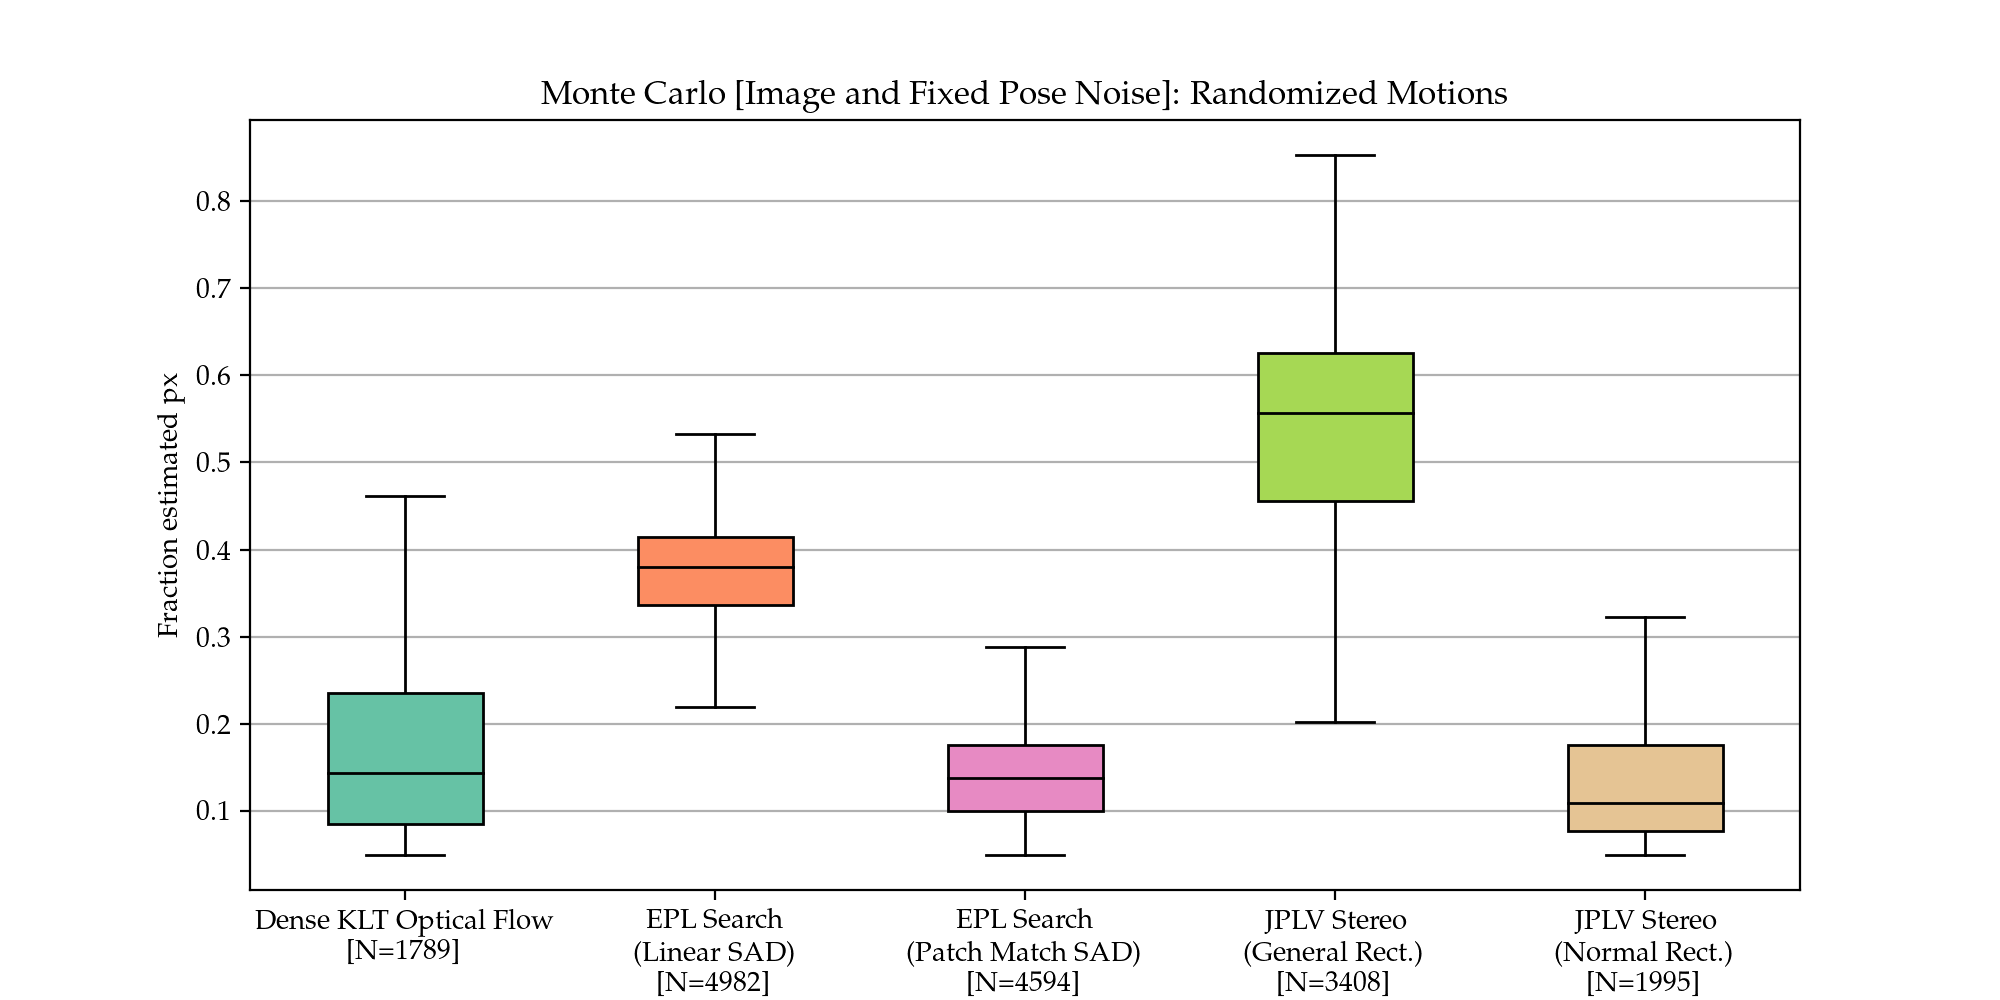 Monte Carlo [Image and Fixed Pose Noise]: Randomized Motions
Fraction estimated px
0.8
0.7
0.6
0.5
0.4
0.3
0.2
0.1
Dense KLT Optical Flow
[N=1789]
EPL Search
(Linear SAD)
[N=4982]
EPL Search
(Patch Match SAD)
[N=4594]
JPLV Stereo
(General Rect.)
[N=3408]
JPLV Stereo
(Normal Rect.)
[N=1995]